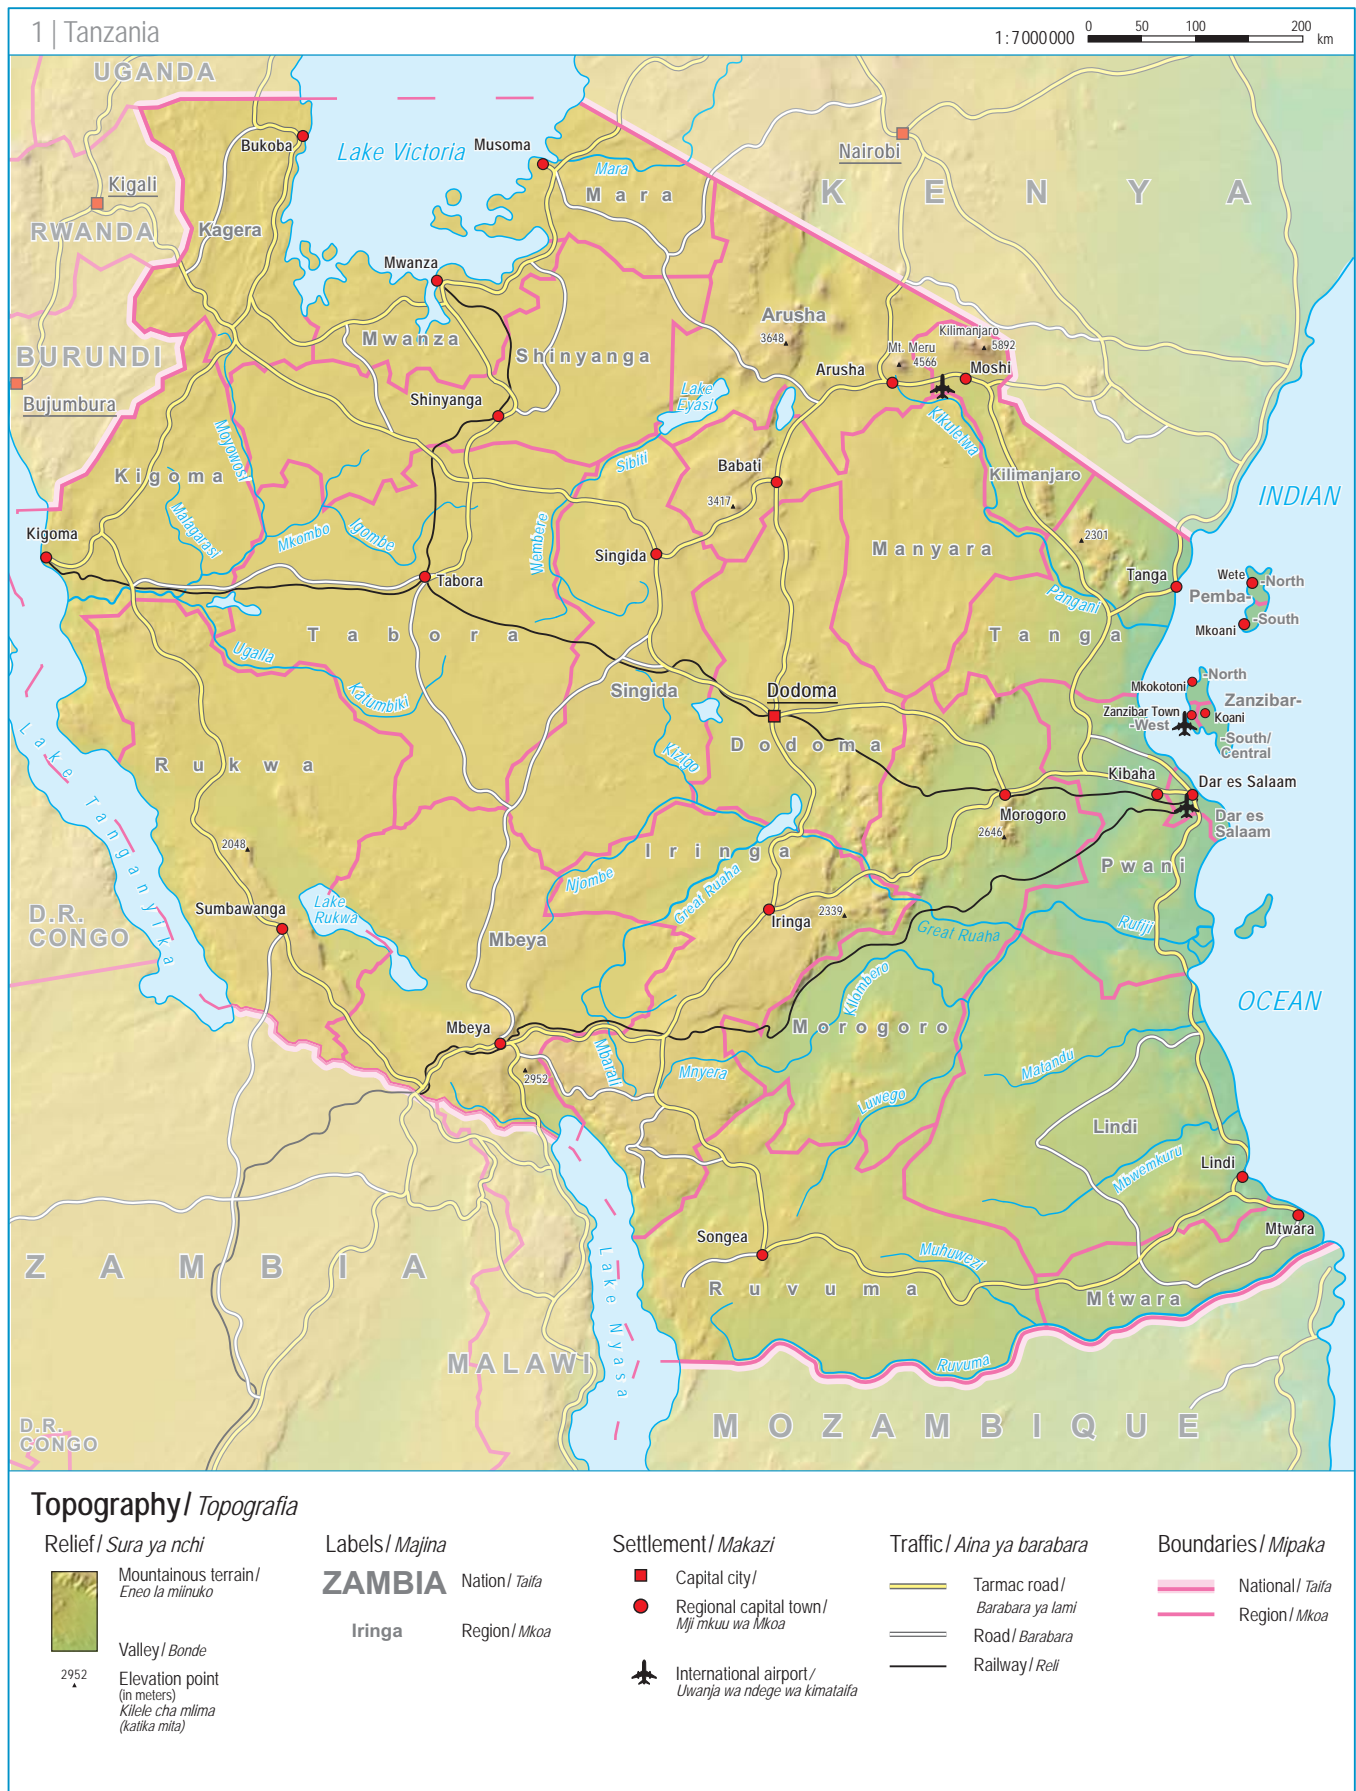 1 | Tanzania
1:7000000
0 50 100 200
km
UGANDA
Bukoba
Lake Victoria
Musoma
Mara
Mara
Nairobi
KENYA
Kigali
RWANDA
Kagera
Mwanza
Mwanza
Shinyanga
Arusha
3648
Kilimanjaro
5892
Mt. Meru
4566
Arusha
Moshi
BURUNDI
Bujumbura
Shinyanga
Lake
Eyasi
Kikuletwa
Moyowosi
Kigoma
Sibiti
Babati
3417
Kilimanjaro
INDIAN
Malagarasi
Mkombo
Igombe
Wembere
Kigoma
Singida
Manyara
2301
Tabora
Tanga
Wete
-North
Pemba-
-South
Mkoani
Pangani
Tabora
Tanga
Ugalla
Katumbiki
Singida
Dodoma
-North
Mkokotoni
Zanzibar-
Zanzibar Town
Koani
-West
-South/
Central
Lake Tanganyika
Rukwa
Kizigo
Dodoma
Kibaha
Dar es Salaam
Dar es
Salaam
Morogoro
2646
2048
Iringa
Pwani
Njombe
Great Ruaha
Lake
Rukwa
Sumbawanga
D.R.
CONGO
Iringa
2339
Mbeya
Great Ruaha
Rufiji
Kilombero
OCEAN
Mbeya
Morogoro
2952
Mbarali
Mnyera
Matandu
Luwego
Lindi
Mbwemkuru
Lindi
Mtwara
Songea
Muhuwezi
ZAMBIA
Lake Nyasa
Ruvuma
Mtwara
MALAWI
Ruvuma
MOZAMBIQUE
D.R.
CONGO
Topography / Topografia
Relief / Sura ya nchi
Mountainous terrain /
Eneo la miinuko
Valley / Bonde
2952
Elevation point
(in meters)
Kilele cha mlima
(katika mita)
Labels / Majina
ZAMBIA
Nation / Taifa
Iringa
Region / Mkoa
Settlement / Makazi
Capital city /
Regional capital town /
Mji mkuu wa Mkoa
International airport /
Uwanja wa ndege wa kimataifa
Traffic / Aina ya barabara
Tarmac road /
Barabara ya lami
Road / Barabara
Railway / Reli
Boundaries / Mipaka
National / Taifa
Region / Mkoa